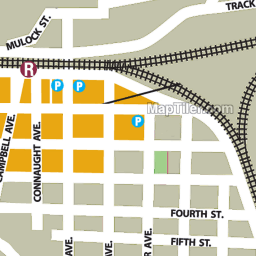 TRACK
MULOCK ST.
R
P P
MapTiler.com
P
CAMPBELL AVE.
CONNAUGHT AVE.
FOURTH ST.
FIFTH ST.
AVE.
AVE.